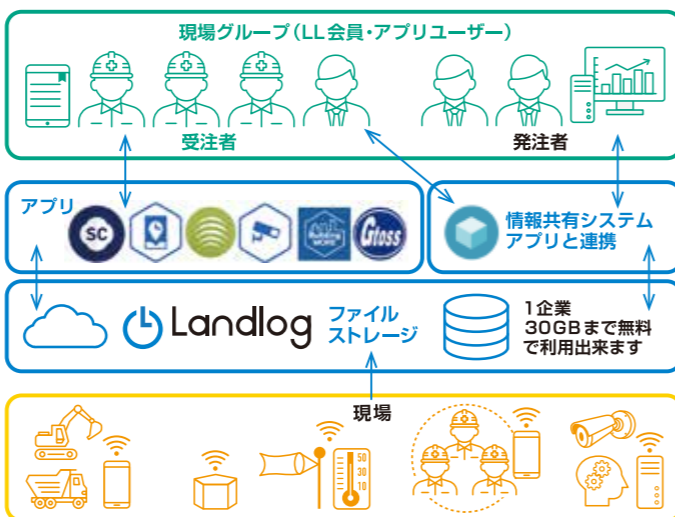 現場グループ(LL会員・アプリユーザー)
受注者
発注者
アプリ
SC
Gtoss
情報共有システム
アプリと連携
Landlog
ファイル
ストレージ
1企業
30GBまで無料
で利用出来ます
現場
50
30
10